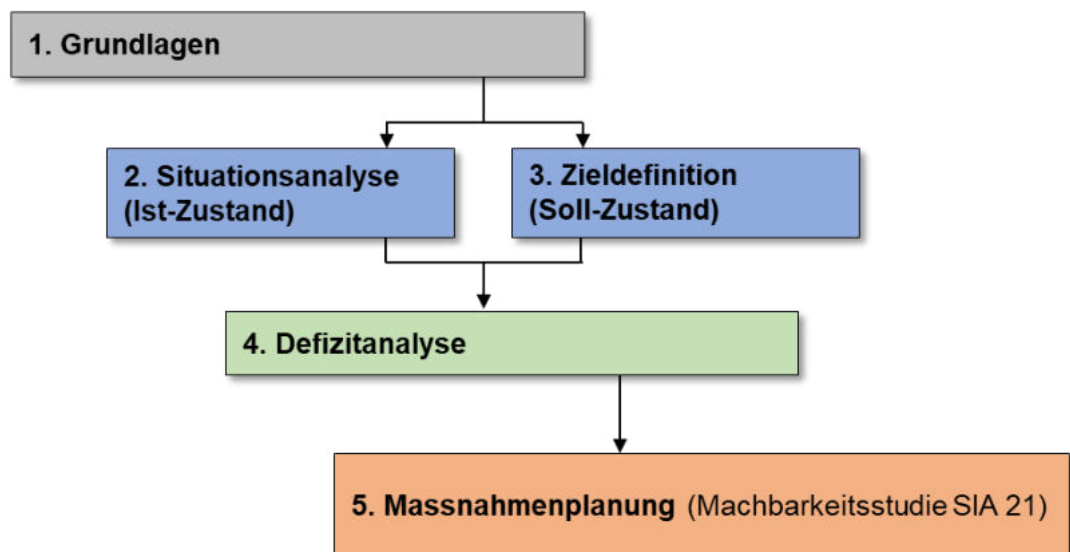 1. Grundlagen
2. Situationsanalyse
(Ist-Zustand)
3. Zieldefinition
(Soll-Zustand)
4. Defizitanalyse
5. Massnahmenplanung (Machbarkeitsstudie SIA 21)